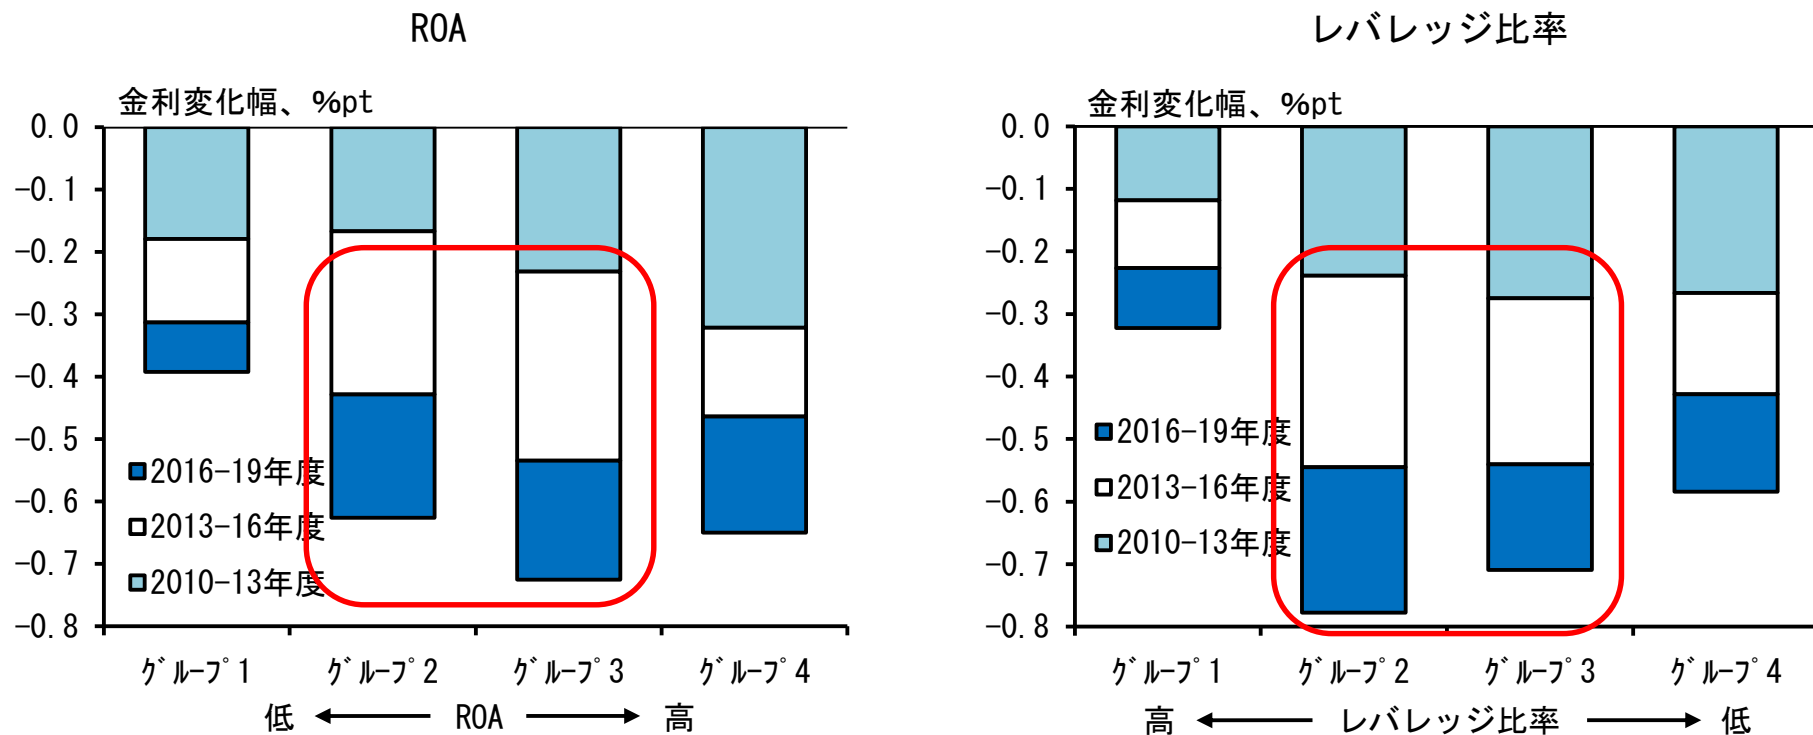 ROA
金利変化幅、%pt
0.0
-0.1
-0.2
-0.3
-0.4
-0.5
-0.6
-0.7
-0.8
2016-19年度
2013-16年度
2010-13年度
ｸﾞﾙｰﾌﾟ1 ｸﾞﾙｰﾌﾟ2 ｸﾞﾙｰﾌﾟ3 ｸﾞﾙｰﾌﾟ4
低 ← ROA → 高
レバレッジ比率
金利変化幅、%pt
0.0
-0.1
-0.2
-0.3
-0.4
-0.5
-0.6
-0.7
-0.8
2016-19年度
2013-16年度
2010-13年度
ｸﾞﾙｰﾌﾟ1 ｸﾞﾙｰﾌﾟ2 ｸﾞﾙｰﾌﾟ3 ｸﾞﾙｰﾌﾟ4
高 ← レバレッジ比率 → 低